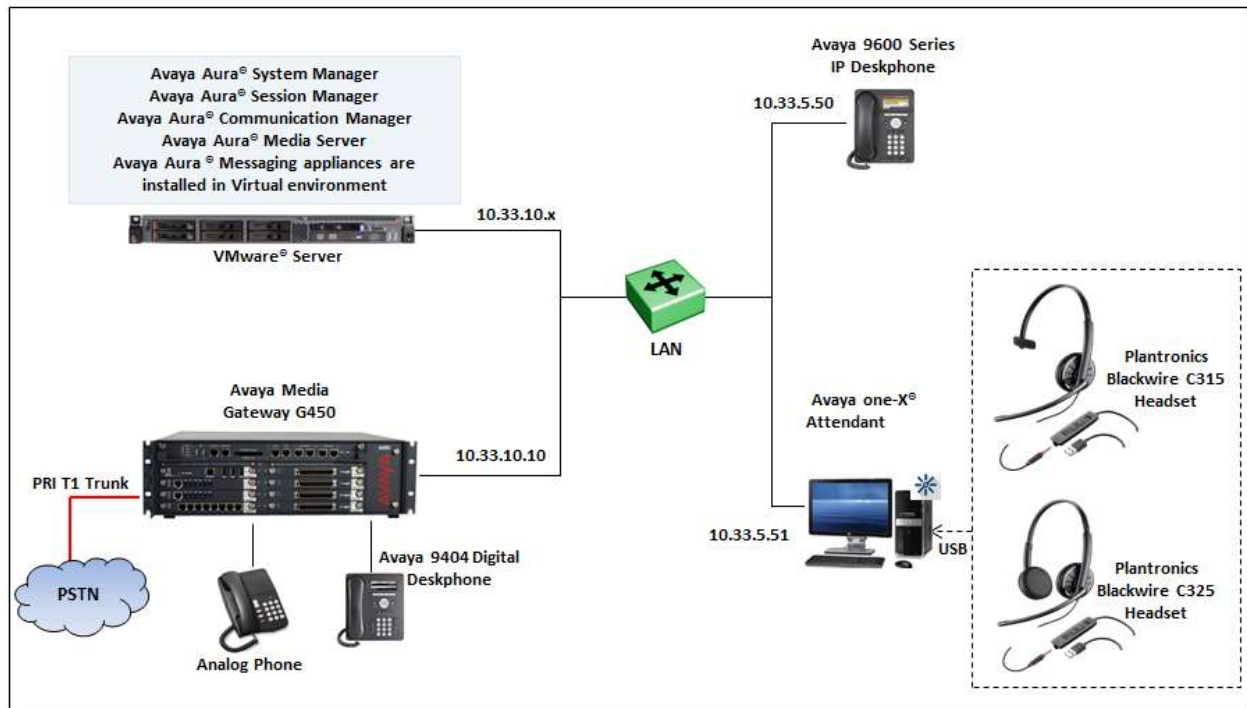 Avaya Aura® System Manager
Avaya Aura® Session Manager
Avaya Aura® Communication Manager
Avaya Aura® Media Server
Avaya Aura ® Messaging appliances are
installed in Virtual environment
VMware® Server
10.33.10.x
Avaya 9600 Series
IP Deskphone
10.33.5.50
LAN
Avaya Media
Gateway G450
AVAYA
10.33.10.10
PRI T1 Trunk
PSTN
Analog Phone
Avaya 9404 Digital
Deskphone
Avaya one-X®
Attendant
10.33.5.51
USB
Plantronics
Blackwire C315
Headset
Plantronics
Blackwire C325
Headset